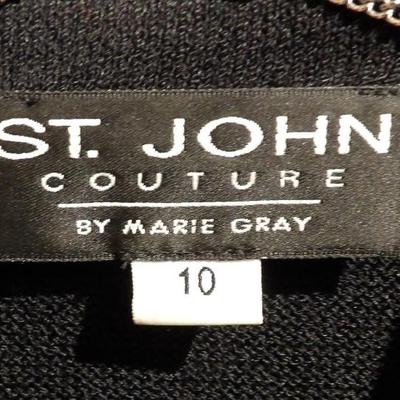 ST. JOHN
COUTURE
BY MARIE GRAY
10